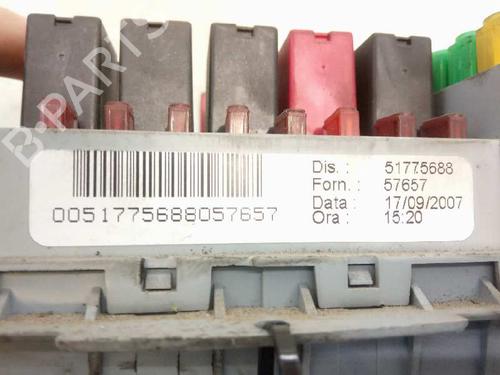 B-PARTS
Dis. : 51775688
Forn. : 57657
Data : 17/09/2007
Ora : 15:20
0051775688057657